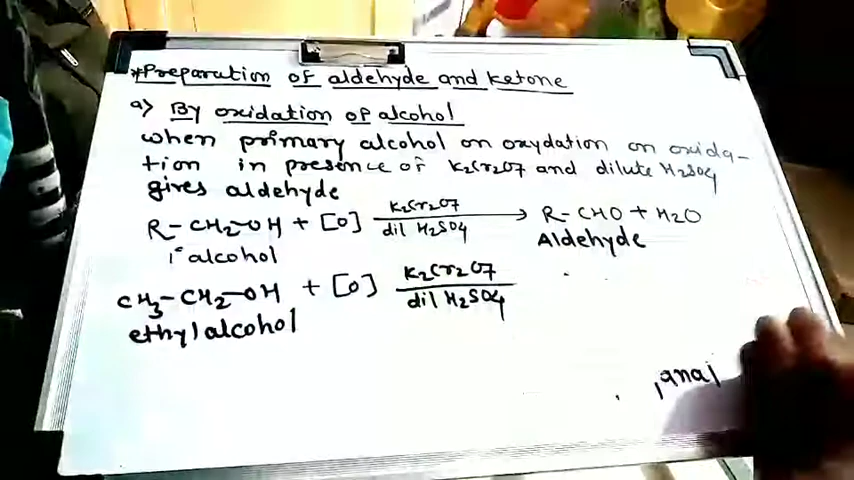 *Preparation of aldehyde and ketone
a) By oxidation of alcohol
when primary alcohol on oxydation on oxida-
tion in presence of K2Cr2O7 and dilute H2SO4
gives aldehyde
R-CH2-OH + [O] K2Cr2O7 / dil H2SO4 → R-CHO + H2O
1° alcohol Aldehyde
CH3-CH2-OH + [O] K2Cr2O7 / dil H2SO4
ethyl alcohol